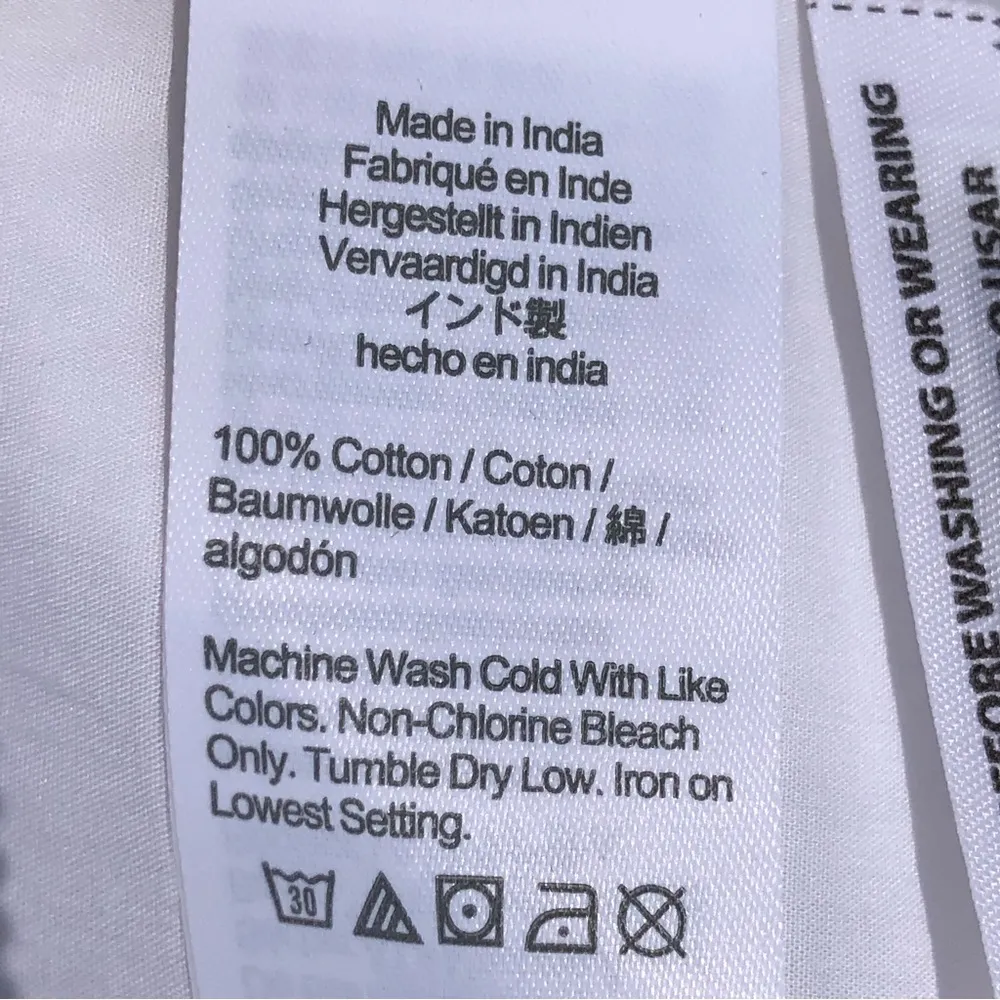 Made in India
Fabriqué en Inde
Hergestellt in Indien
Vervaardigd in India
インド製
hecho en india
100% Cotton / Coton /
Baumwolle / Katoen / 綿 /
algodón
Machine Wash Cold With Like
Colors. Non-Chlorine Bleach
Only. Tumble Dry Low. Iron on
Lowest Setting.
30
WASHING OR WEARING
USAR